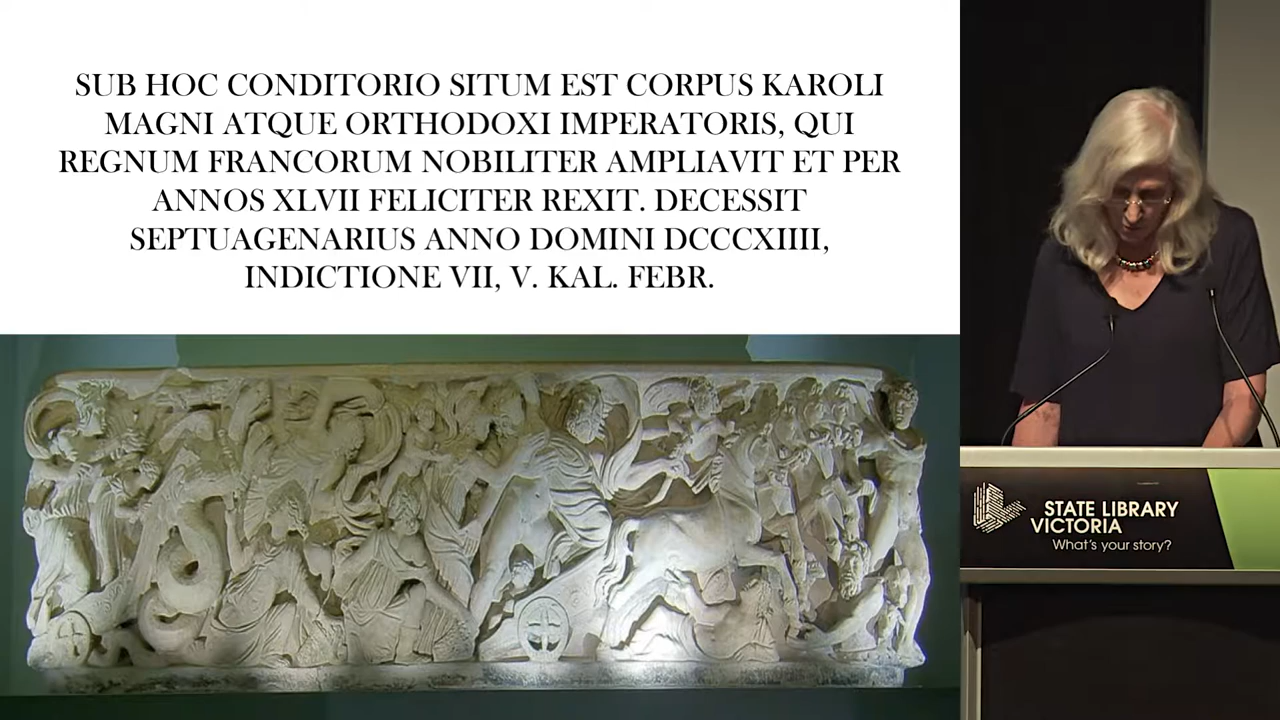 SUB HOC CONDITORIO SITUM EST CORPUS KAROLI
MAGNI ATQUE ORTHODOXI IMPERATORIS, QUI
REGNUM FRANCORUM NOBILITER AMPLIAVIT ET PER
ANNOS XLVII FELICITER REXIT. DECESSIT
SEPTUAGENARIUS ANNO DOMINI DCCCXIIII,
INDICTIONE VII, V. KAL. FEBR.
STATE LIBRARY
VICTORIA
What's your story?